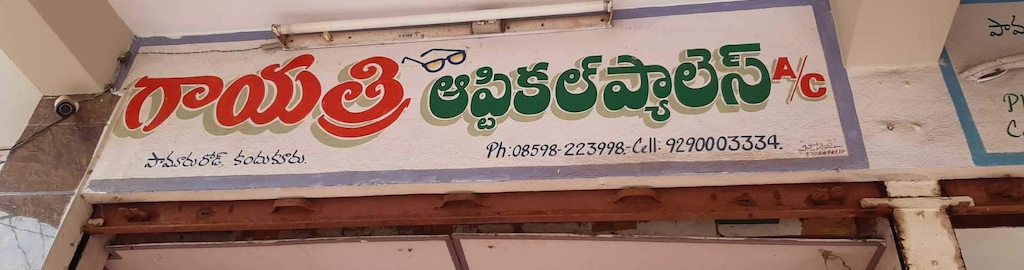 గాయత్రి ఆప్టికల్ ప్యాలెస్ A/C
పామూరు రోడ్, కందుకూరు.
Ph: 08598-223998-Cell: 9290003334.